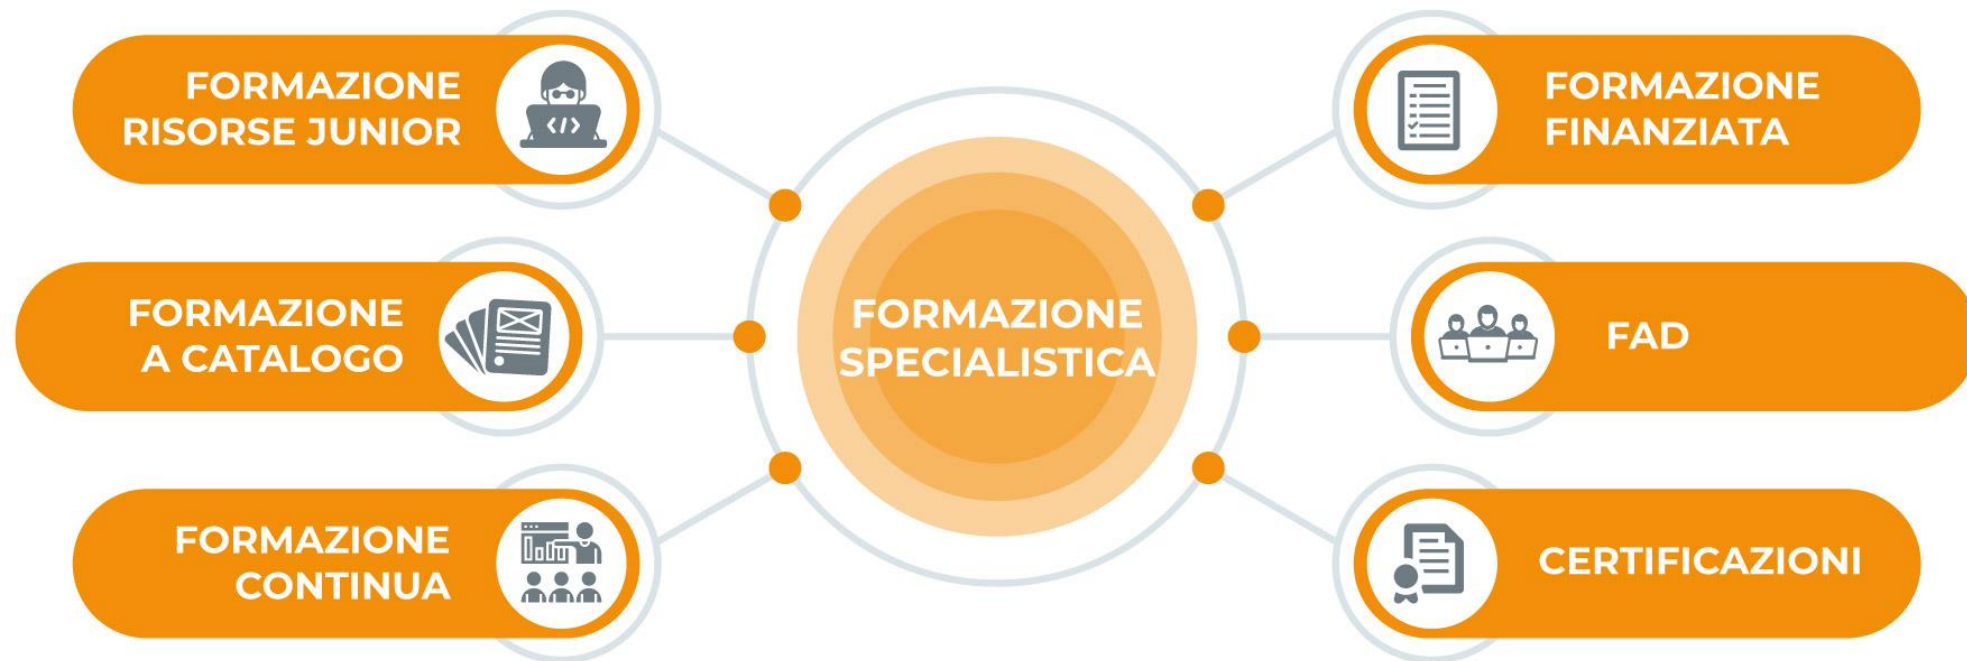 FORMAZIONE
RISORSE JUNIOR
FORMAZIONE
A CATALOGO
FORMAZIONE
CONTINUA
FORMAZIONE
SPECIALISTICA
FORMAZIONE
FINANZIATA
FAD
CERTIFICAZIONI